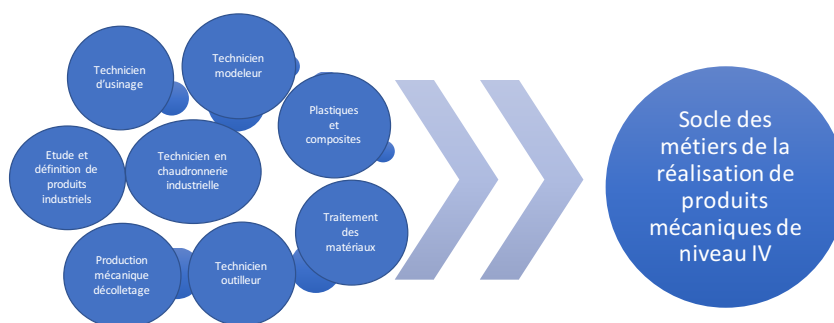 Technicien
d'usinage
Technicien
modeleur
Plastiques
et
composites
Etude et
définition de
produits
industriels
Technicien en
chaudronnerie
industrielle
Traitement
des
matériaux
Production
mécanique
décolletage
Technicien
outilleur
Socle des
métiers de la
réalisation de
produits
mécaniques de
niveau IV